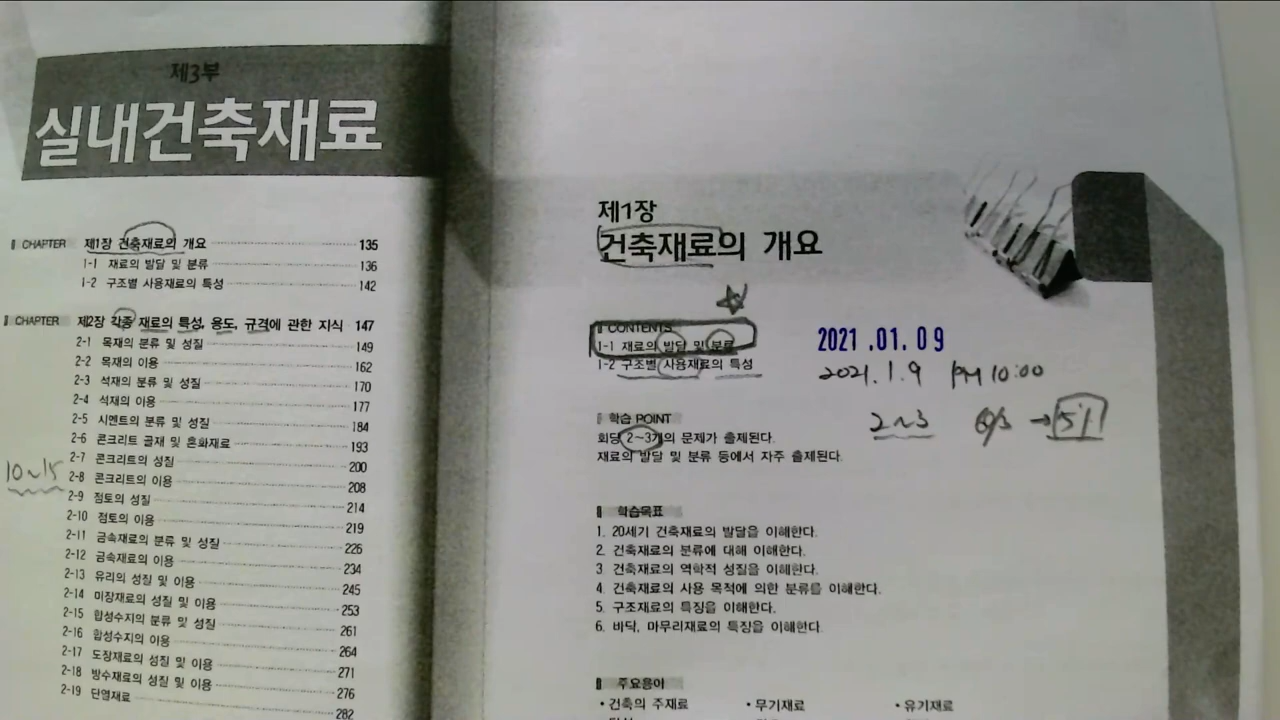 제3부
실내건축재료
CHAPTER 제1장 건축재료의 개요 135
1-1 재료의 발달 및 분류 136
1-2 구조별 사용재료의 특성 142
CHAPTER 제2장 각종 재료의 특성, 용도, 규격에 관한 지식 147
2-1 목재의 분류 및 성질 149
2-2 목재의 이용 162
2-3 석재의 분류 및 성질 170
2-4 석재의 이용 177
2-5 시멘트의 분류 및 성질 184
2-6 콘크리트 골재 및 혼화재료 193
2-7 콘크리트의 성질 200
2-8 콘크리트의 이용 208
2-9 점토의 성질 214
2-10 점토의 이용 219
2-11 금속재료의 분류 및 성질 226
2-12 금속재료의 이용 234
2-13 유리의 성질 및 이용 245
2-14 미장재료의 성질 및 이용 253
2-15 합성수지의 분류 및 성질 261
2-16 합성수지의 이용 264
2-17 도장재료의 성질 및 이용 271
2-18 방수재료의 성질 및 이용 276
2-19 단열재료 282
10~15
제1장
건축재료의 개요
CONTENTS
1-1 재료의 발달 및 분류
1-2 구조별 사용재료의 특성
2021.01.09
2021.1.9 PM 10:00
2~3 → 51
학습 POINT
회당 2~3개의 문제가 출제된다.
재료의 발달 및 분류 등에서 자주 출제된다.
학습목표
1. 20세기 건축재료의 발달을 이해한다.
2. 건축재료의 분류에 대해 이해한다.
3. 건축재료의 역학적 성질을 이해한다.
4. 건축재료의 사용 목적에 의한 분류를 이해한다.
5. 구조재료의 특징을 이해한다.
6. 바닥, 마무리재료의 특징을 이해한다.
주요용어
• 건축의 주재료 • 무기재료 • 유기재료